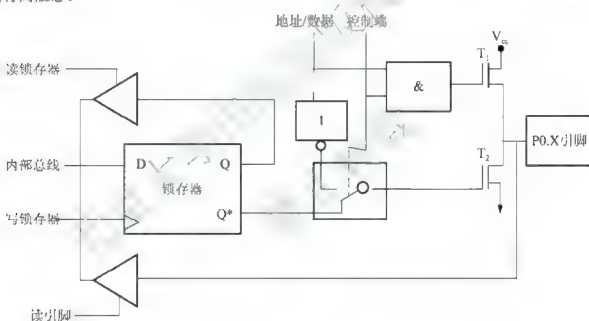 地址/数据 控制端
Vcc
T1
读锁存器
&
1
P0.X引脚
T2
内部总线
D Q
锁存器
Q*
写锁存器
读引脚